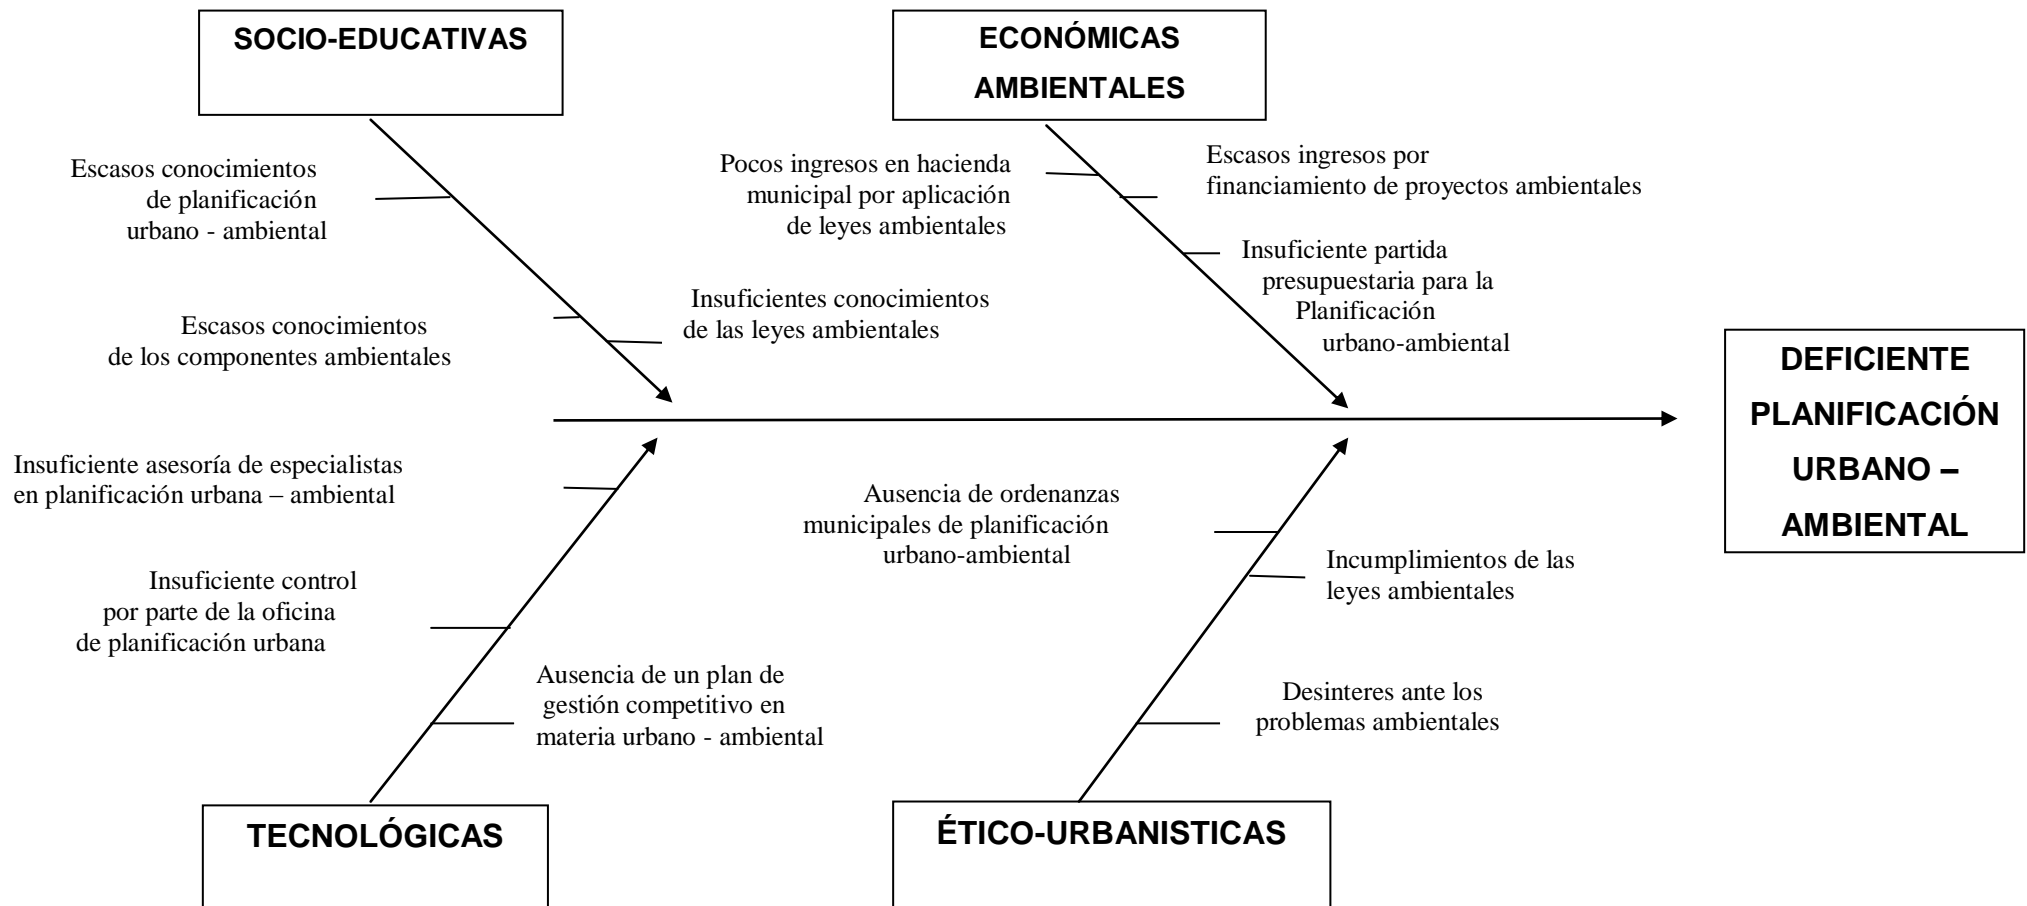 SOCIO-EDUCATIVAS
ECONÓMICAS
AMBIENTALES
Escasos conocimientos
de planificación
urbano - ambiental
Escasos conocimientos
de los componentes ambientales
Insuficientes conocimientos
de las leyes ambientales
Pocos ingresos en hacienda
municipal por aplicación
de leyes ambientales
Escasos ingresos por
financiamiento de proyectos ambientales
Insuficiente partida
presupuestaria para la
Planificación
urbano-ambiental
DEFICIENTE
PLANIFICACIÓN
URBANO –
AMBIENTAL
Insuficiente asesoría de especialistas
en planificación urbana – ambiental
Insuficiente control
por parte de la oficina
de planificación urbana
Ausencia de un plan de
gestión competitivo en
materia urbano - ambiental
Ausencia de ordenanzas
municipales de planificación
urbano-ambiental
Incumplimientos de las
leyes ambientales
Desinteres ante los
problemas ambientales
TECNOLÓGICAS
ÉTICO-URBANISTICAS